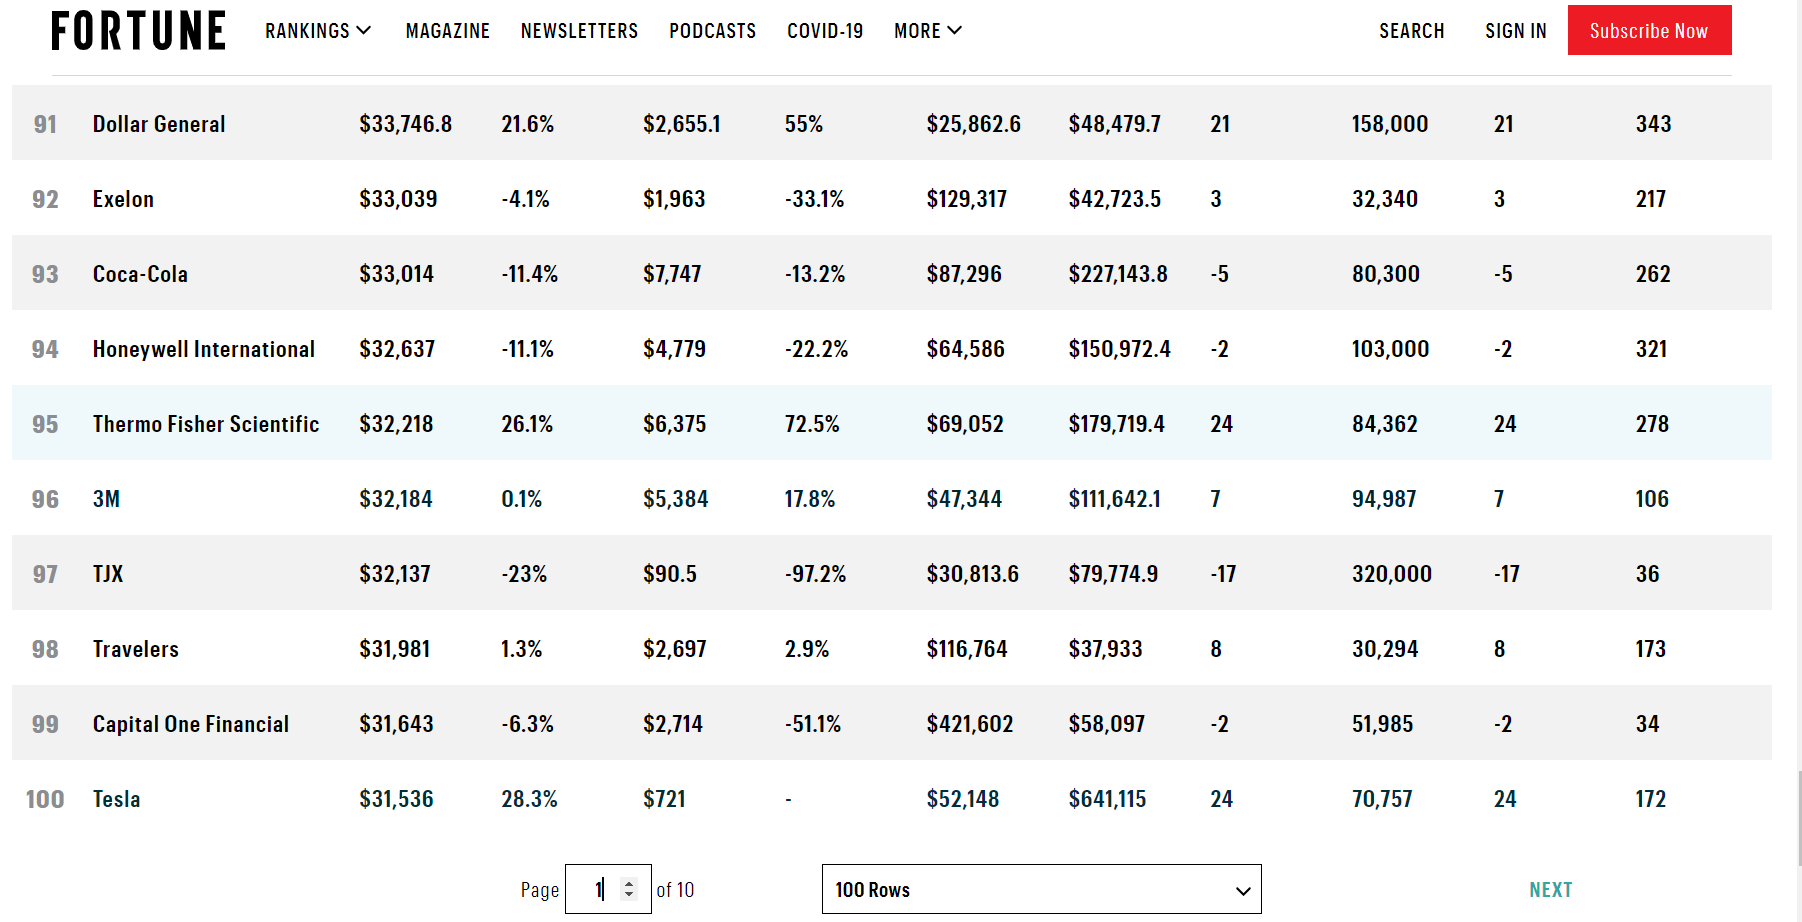 FORTUNE RANKINGS MAGAZINE NEWSLETTERS PODCASTS COVID-19 MORE SEARCH SIGN IN Subscribe Now
91 Dollar General $33,746.8 21.6% $2,655.1 55% $25,862.6 $48,479.7 21 158,000 21 343
92 Exelon $33,039 -4.1% $1,963 -33.1% $129,317 $42,723.5 3 32,340 3 217
93 Coca-Cola $33,014 -11.4% $7,747 -13.2% $87,296 $227,143.8 -5 80,300 -5 262
94 Honeywell International $32,637 -11.1% $4,779 -22.2% $64,586 $150,972.4 -2 103,000 -2 321
95 Thermo Fisher Scientific $32,218 26.1% $6,375 72.5% $69,052 $179,719.4 24 84,362 24 278
96 3M $32,184 0.1% $5,384 17.8% $47,344 $111,642.1 7 94,987 7 106
97 TJX $32,137 -23% $90.5 -97.2% $30,813.6 $79,774.9 -17 320,000 -17 36
98 Travelers $31,981 1.3% $2,697 2.9% $116,764 $37,933 8 30,294 8 173
99 Capital One Financial $31,643 -6.3% $2,714 -51.1% $421,602 $58,097 -2 51,985 -2 34
100 Tesla $31,536 28.3% $721 - $52,148 $641,115 24 70,757 24 172
Page 1 of 10 100 Rows NEXT